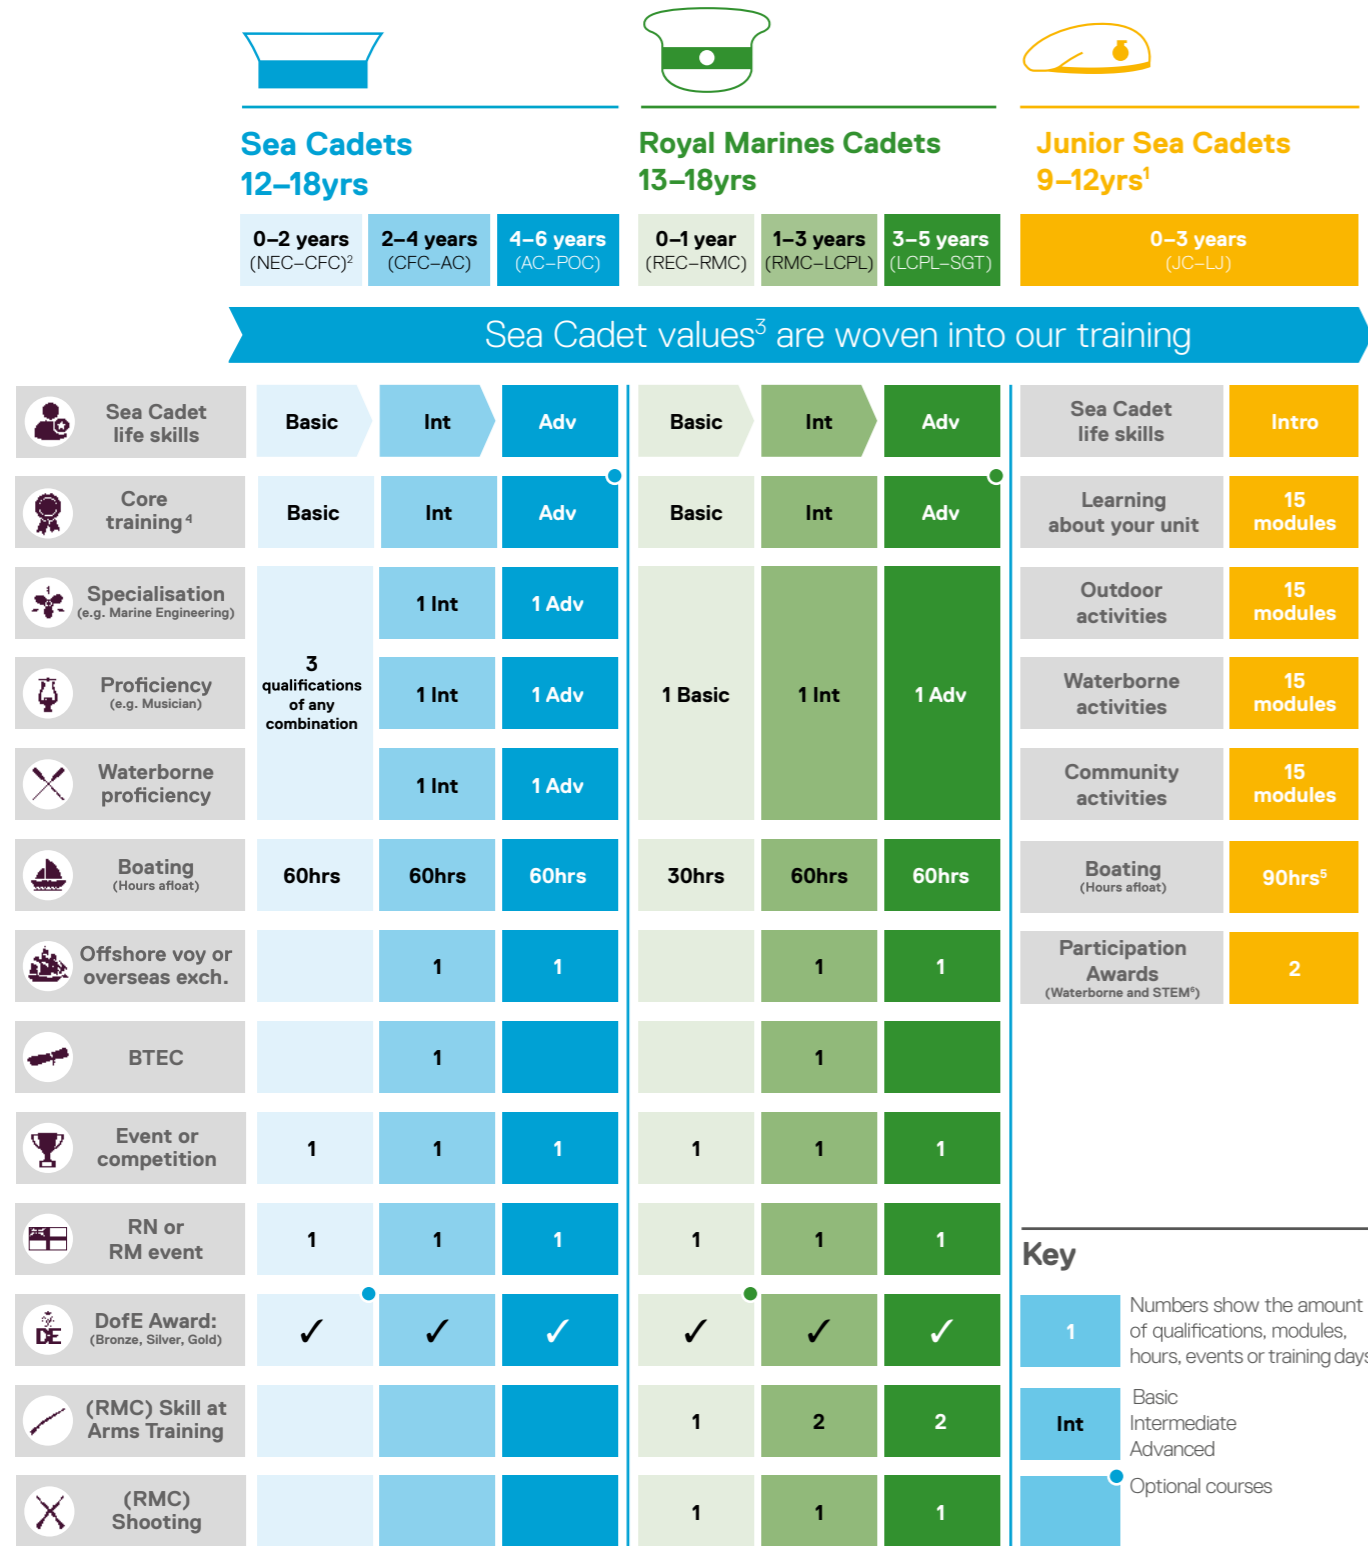 Sea Cadets
12–18yrs
Royal Marines Cadets
13–18yrs
Junior Sea Cadets
9–12yrs¹
0–2 years
(NEC–CFC)²
2–4 years
(CFC–AC)
4–6 years
(AC–POC)
0–1 year
(REC–RMC)
1–3 years
(RMC–LCPL)
3–5 years
(LCPL–SGT)
0–3 years
(JC–LJ)
Sea Cadet values³ are woven into our training
Sea Cadet
life skills
Basic
Int
Adv
Basic
Int
Adv
Sea Cadet
life skills
Intro
Core
training⁴
Basic
Int
Adv
Basic
Int
Adv
Learning
about your unit
15
modules
Specialisation
(e.g. Marine Engineering)
3
qualifications
of any
combination
1 Int
1 Adv
1 Basic
1 Int
1 Adv
Outdoor
activities
15
modules
Proficiency
(e.g. Musician)
1 Int
1 Adv
Waterborne
activities
15
modules
Waterborne
proficiency
1 Int
1 Adv
Community
activities
15
modules
Boating
(Hours afloat)
60hrs
60hrs
60hrs
30hrs
60hrs
60hrs
Boating
(Hours afloat)
90hrs⁵
Offshore voy or
overseas exch.
1
1
1
1
Participation
Awards
(Waterborne and STEM⁶)
2
BTEC
1
1
Event or
competition
1
1
1
1
1
1
RN or
RM event
1
1
1
1
1
1
DofE Award:
(Bronze, Silver, Gold)
✓
✓
✓
✓
✓
✓
(RMC) Skill at
Arms Training
1
2
2
(RMC)
Shooting
1
1
1
Key
1
Numbers show the amount
of qualifications, modules,
hours, events or training days
Int
Basic
Intermediate
Advanced
Optional courses